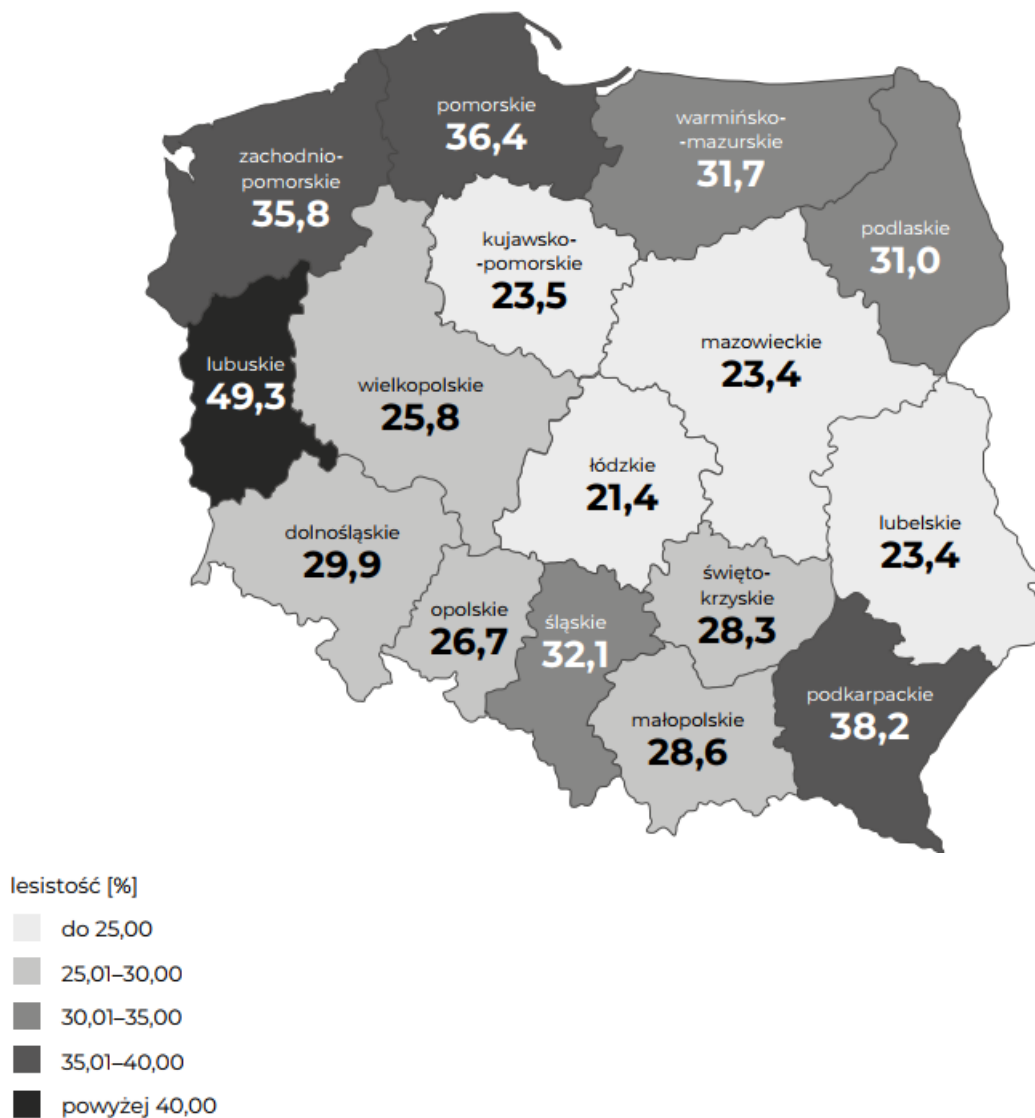 pomorskie
36,4
warmińsko-
-mazurskie
31,7
zachodnio-
pomorskie
35,8
podlaskie
31,0
kujawsko-
-pomorskie
23,5
mazowieckie
23,4
lubuskie
49,3
wielkopolskie
25,8
łódzkie
21,4
lubelskie
23,4
dolnośląskie
29,9
święto-
krzyskie
28,3
opolskie
26,7
śląskie
32,1
podkarpackie
38,2
małopolskie
28,6
lesistość [%]
do 25,00
25,01–30,00
30,01–35,00
35,01–40,00
powyżej 40,00